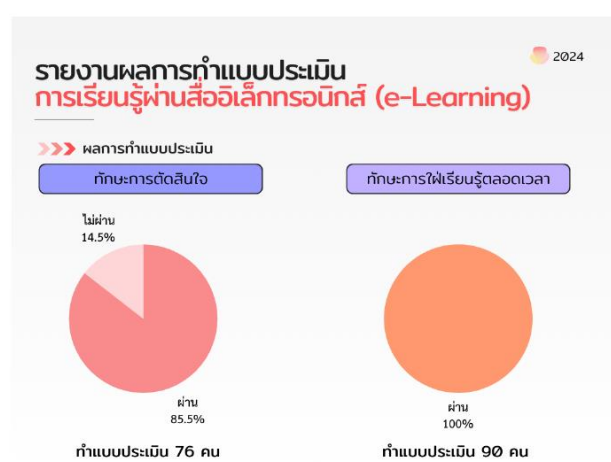 2024
รายงานผลการทำแบบประเมิน
การเรียนรู้ผ่านสื่ออิเล็กทรอนิกส์ (e-Learning)
ผลการทำแบบประเมิน
ทักษะการตัดสินใจ
ไม่ผ่าน
14.5%
ผ่าน
85.5%
ทำแบบประเมิน 76 คน
ทักษะการใฝ่เรียนรู้ตลอดเวลา
ผ่าน
100%
ทำแบบประเมิน 90 คน